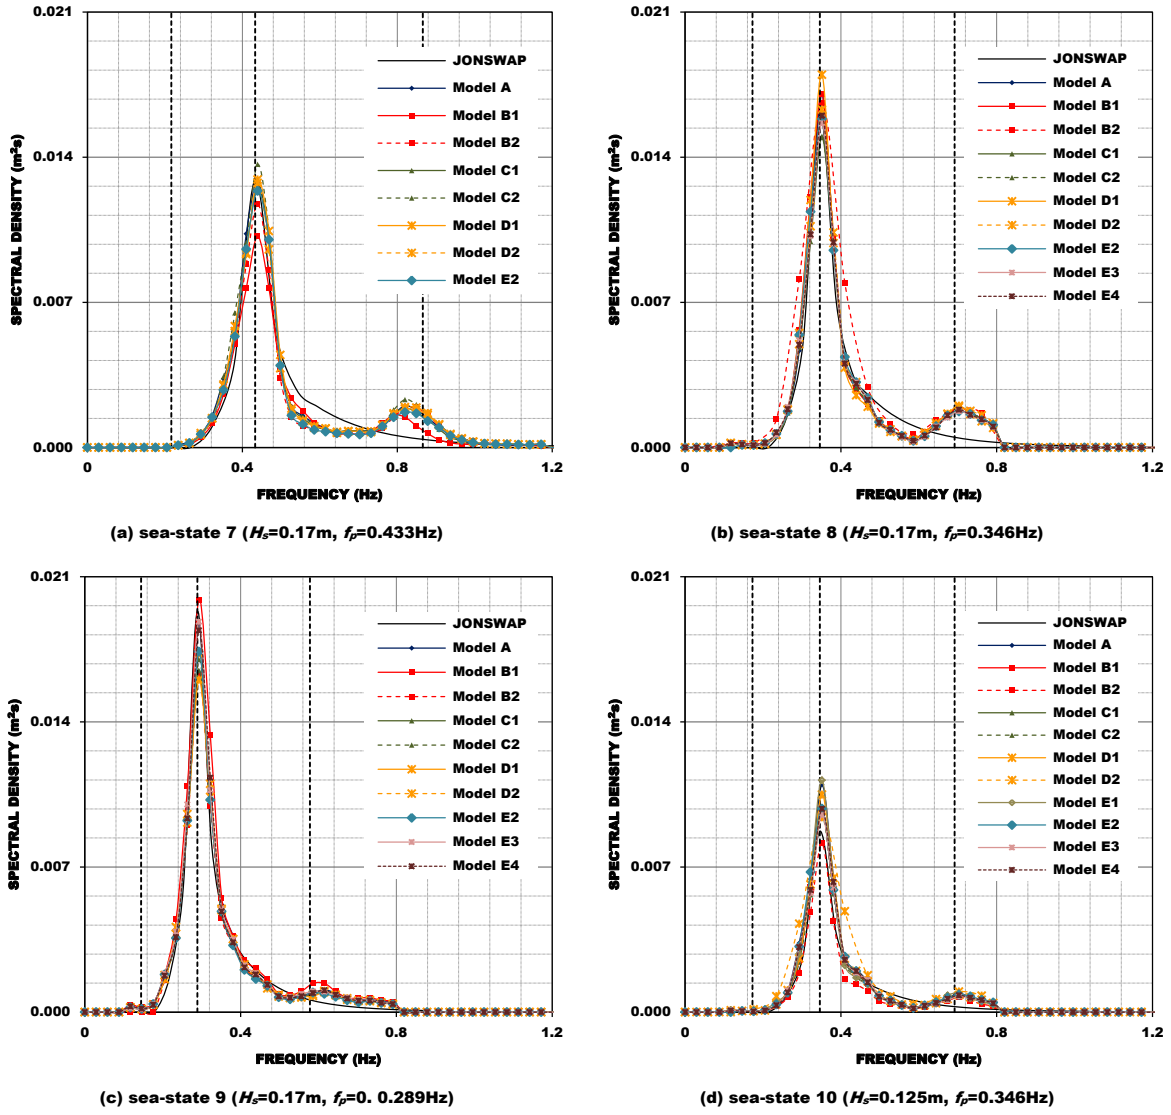 0.021
0.014
0.007
0.000
SPECTRAL DENSITY (m²s)
0
0.4
0.8
1.2
FREQUENCY (Hz)
JONSWAP
Model A
Model B1
Model B2
Model C1
Model C2
Model D1
Model D2
Model E2
(a) sea-state 7 (Hs=0.17m, fp=0.433Hz)
0.021
0.014
0.007
0.000
SPECTRAL DENSITY (m²s)
0
0.4
0.8
1.2
FREQUENCY (Hz)
JONSWAP
Model A
Model B1
Model B2
Model C1
Model C2
Model D1
Model D2
Model E2
Model E3
Model E4
(b) sea-state 8 (Hs=0.17m, fp=0.346Hz)
0.021
0.014
0.007
0.000
SPECTRAL DENSITY (m²s)
0
0.4
0.8
1.2
FREQUENCY (Hz)
JONSWAP
Model A
Model B1
Model B2
Model C1
Model C2
Model D1
Model D2
Model E2
Model E3
Model E4
(c) sea-state 9 (Hs=0.17m, fp=0. 0.289Hz)
0.021
0.014
0.007
0.000
SPECTRAL DENSITY (m²s)
0
0.4
0.8
1.2
FREQUENCY (Hz)
JONSWAP
Model A
Model B1
Model B2
Model C1
Model C2
Model D1
Model D2
Model E1
Model E2
Model E3
Model E4
(d) sea-state 10 (Hs=0.125m, fp=0.346Hz)